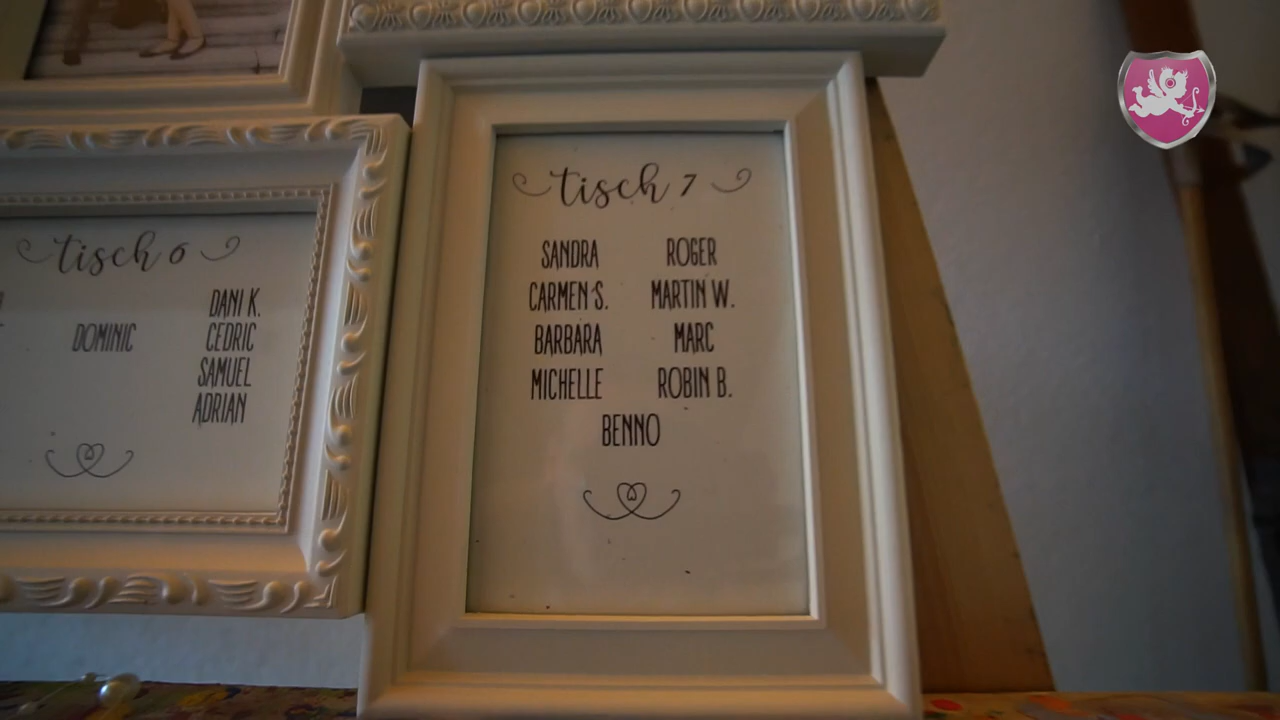 tisch 6
DANI K.
DOMINIC CEDRIC
SAMUEL
ADRIAN
tisch 7
SANDRA ROGER
CARMEN S. MARTIN W.
BARBARA MARC
MICHELLE ROBIN B.
BENNO